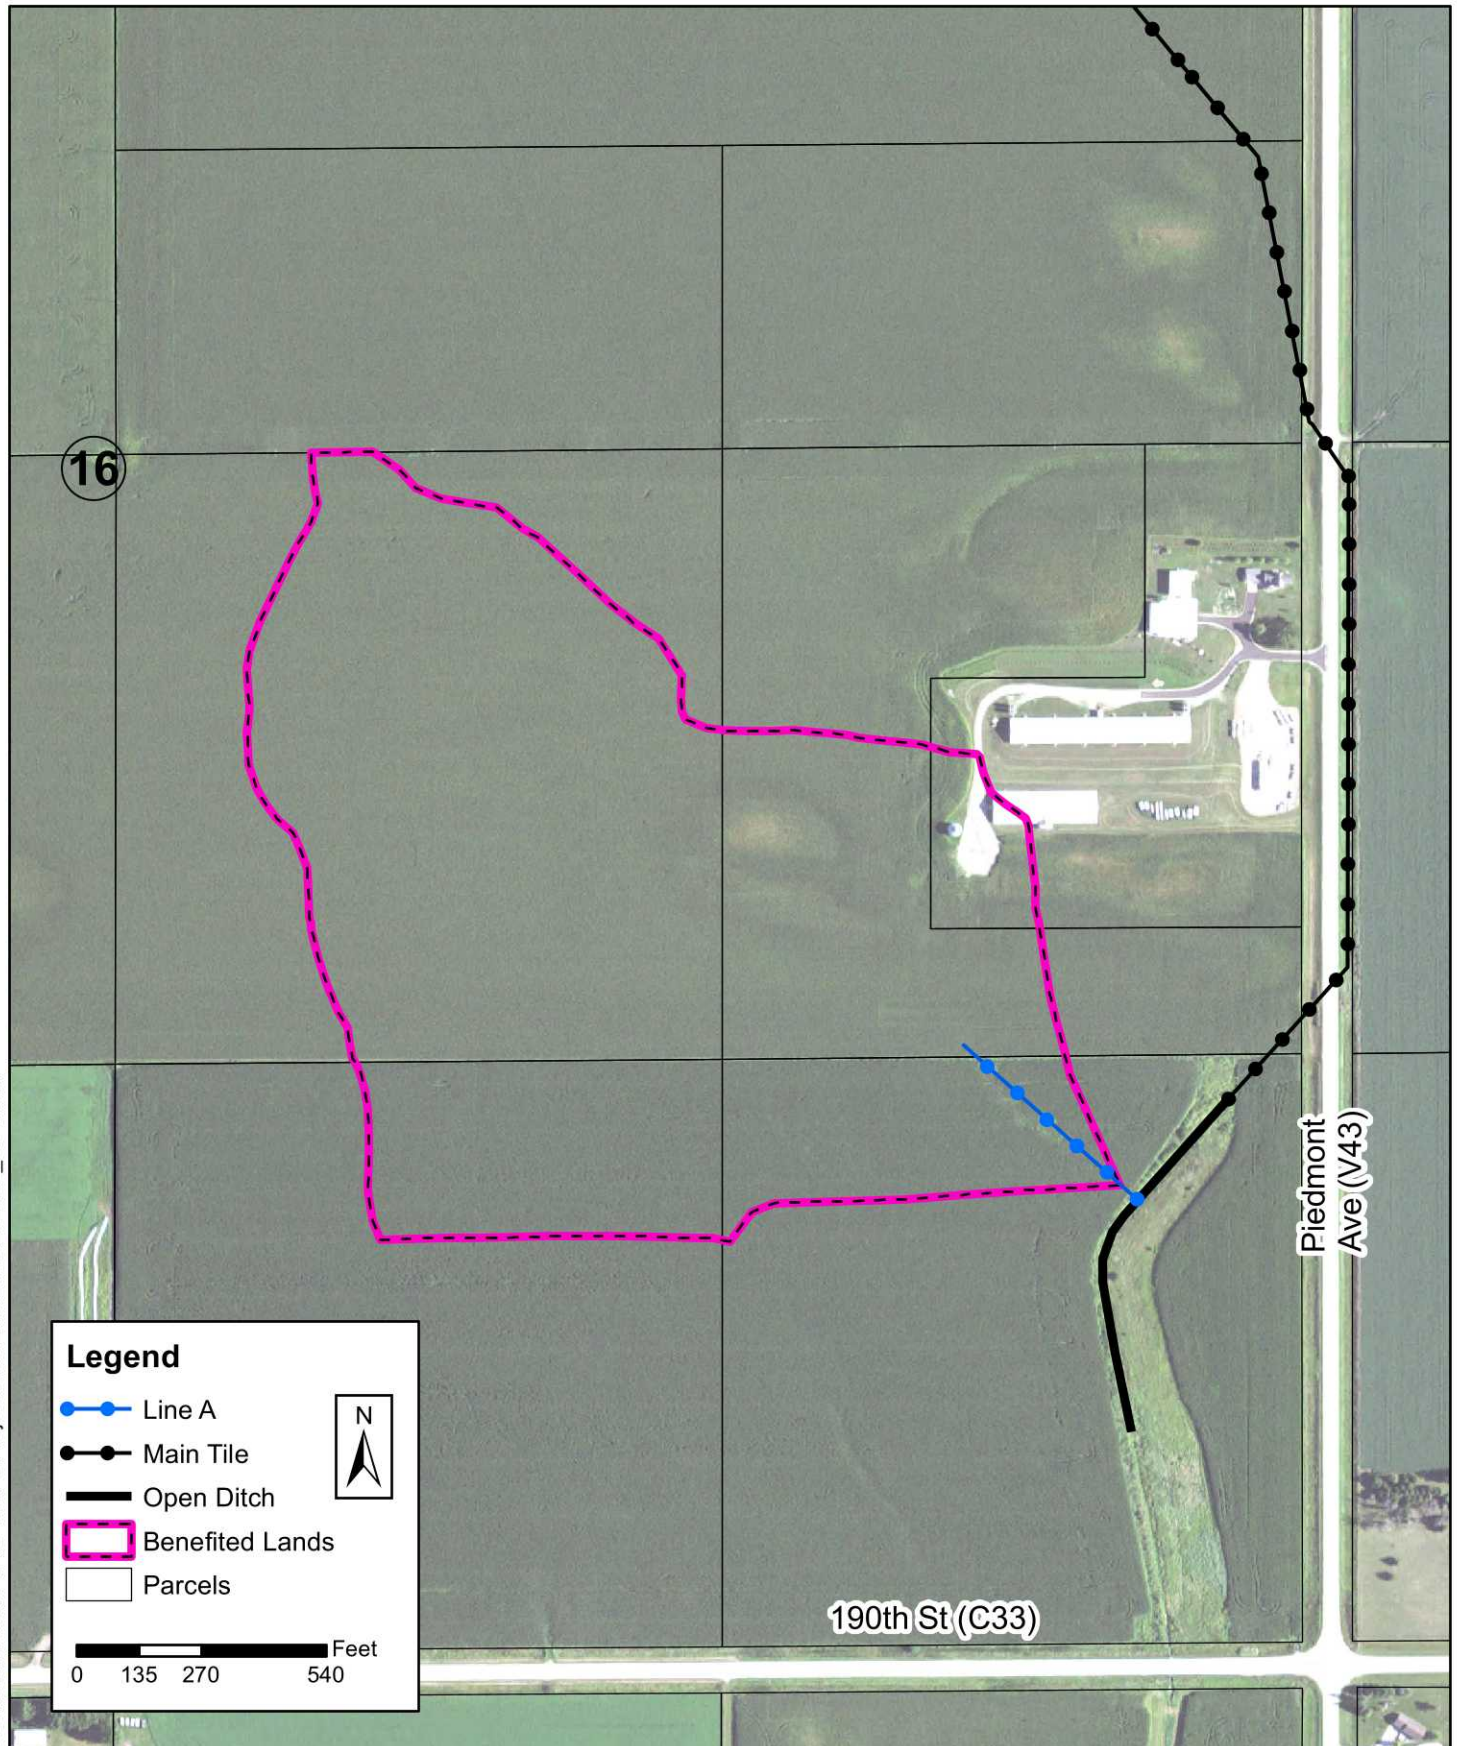 16
Piedmont
Ave (V43)
Legend
Line A
Main Tile
Open Ditch
Benefited Lands
Parcels
N
Feet
0 135 270 540
190th St (C33)